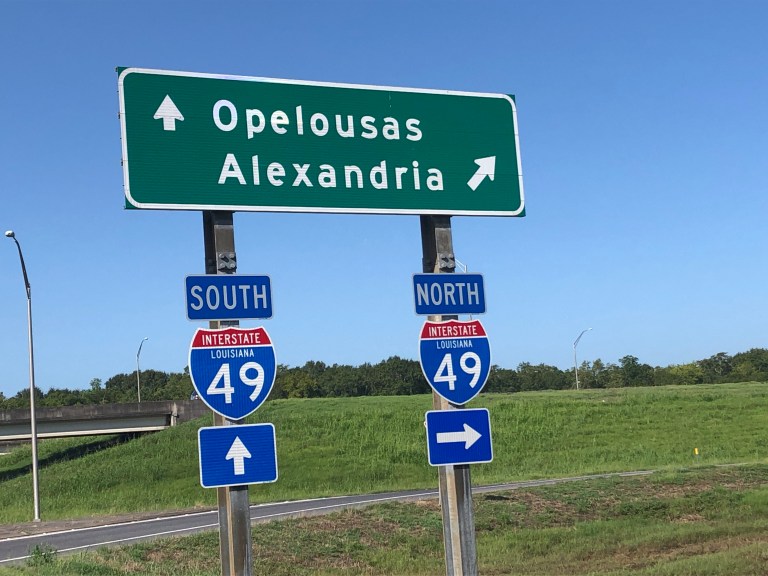 Opelousas
Alexandria
SOUTH
INTERSTATE
LOUISIANA
49
NORTH
INTERSTATE
LOUISIANA
49